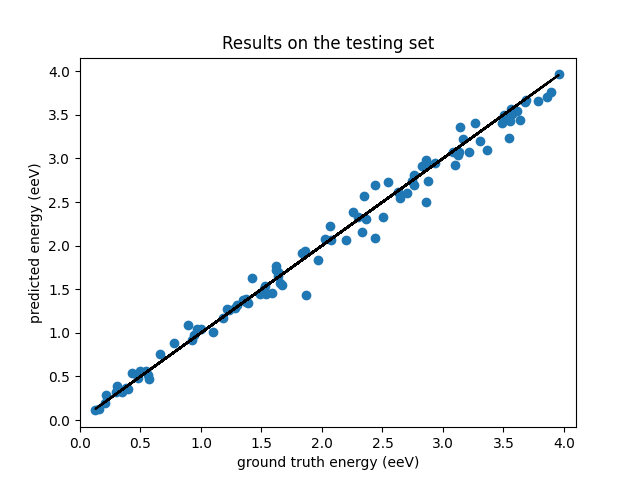 Results on the testing set
predicted energy (eeV)
4.0
3.5
3.0
2.5
2.0
1.5
1.0
0.5
0.0
0.0 0.5 1.0 1.5 2.0 2.5 3.0 3.5 4.0
ground truth energy (eeV)